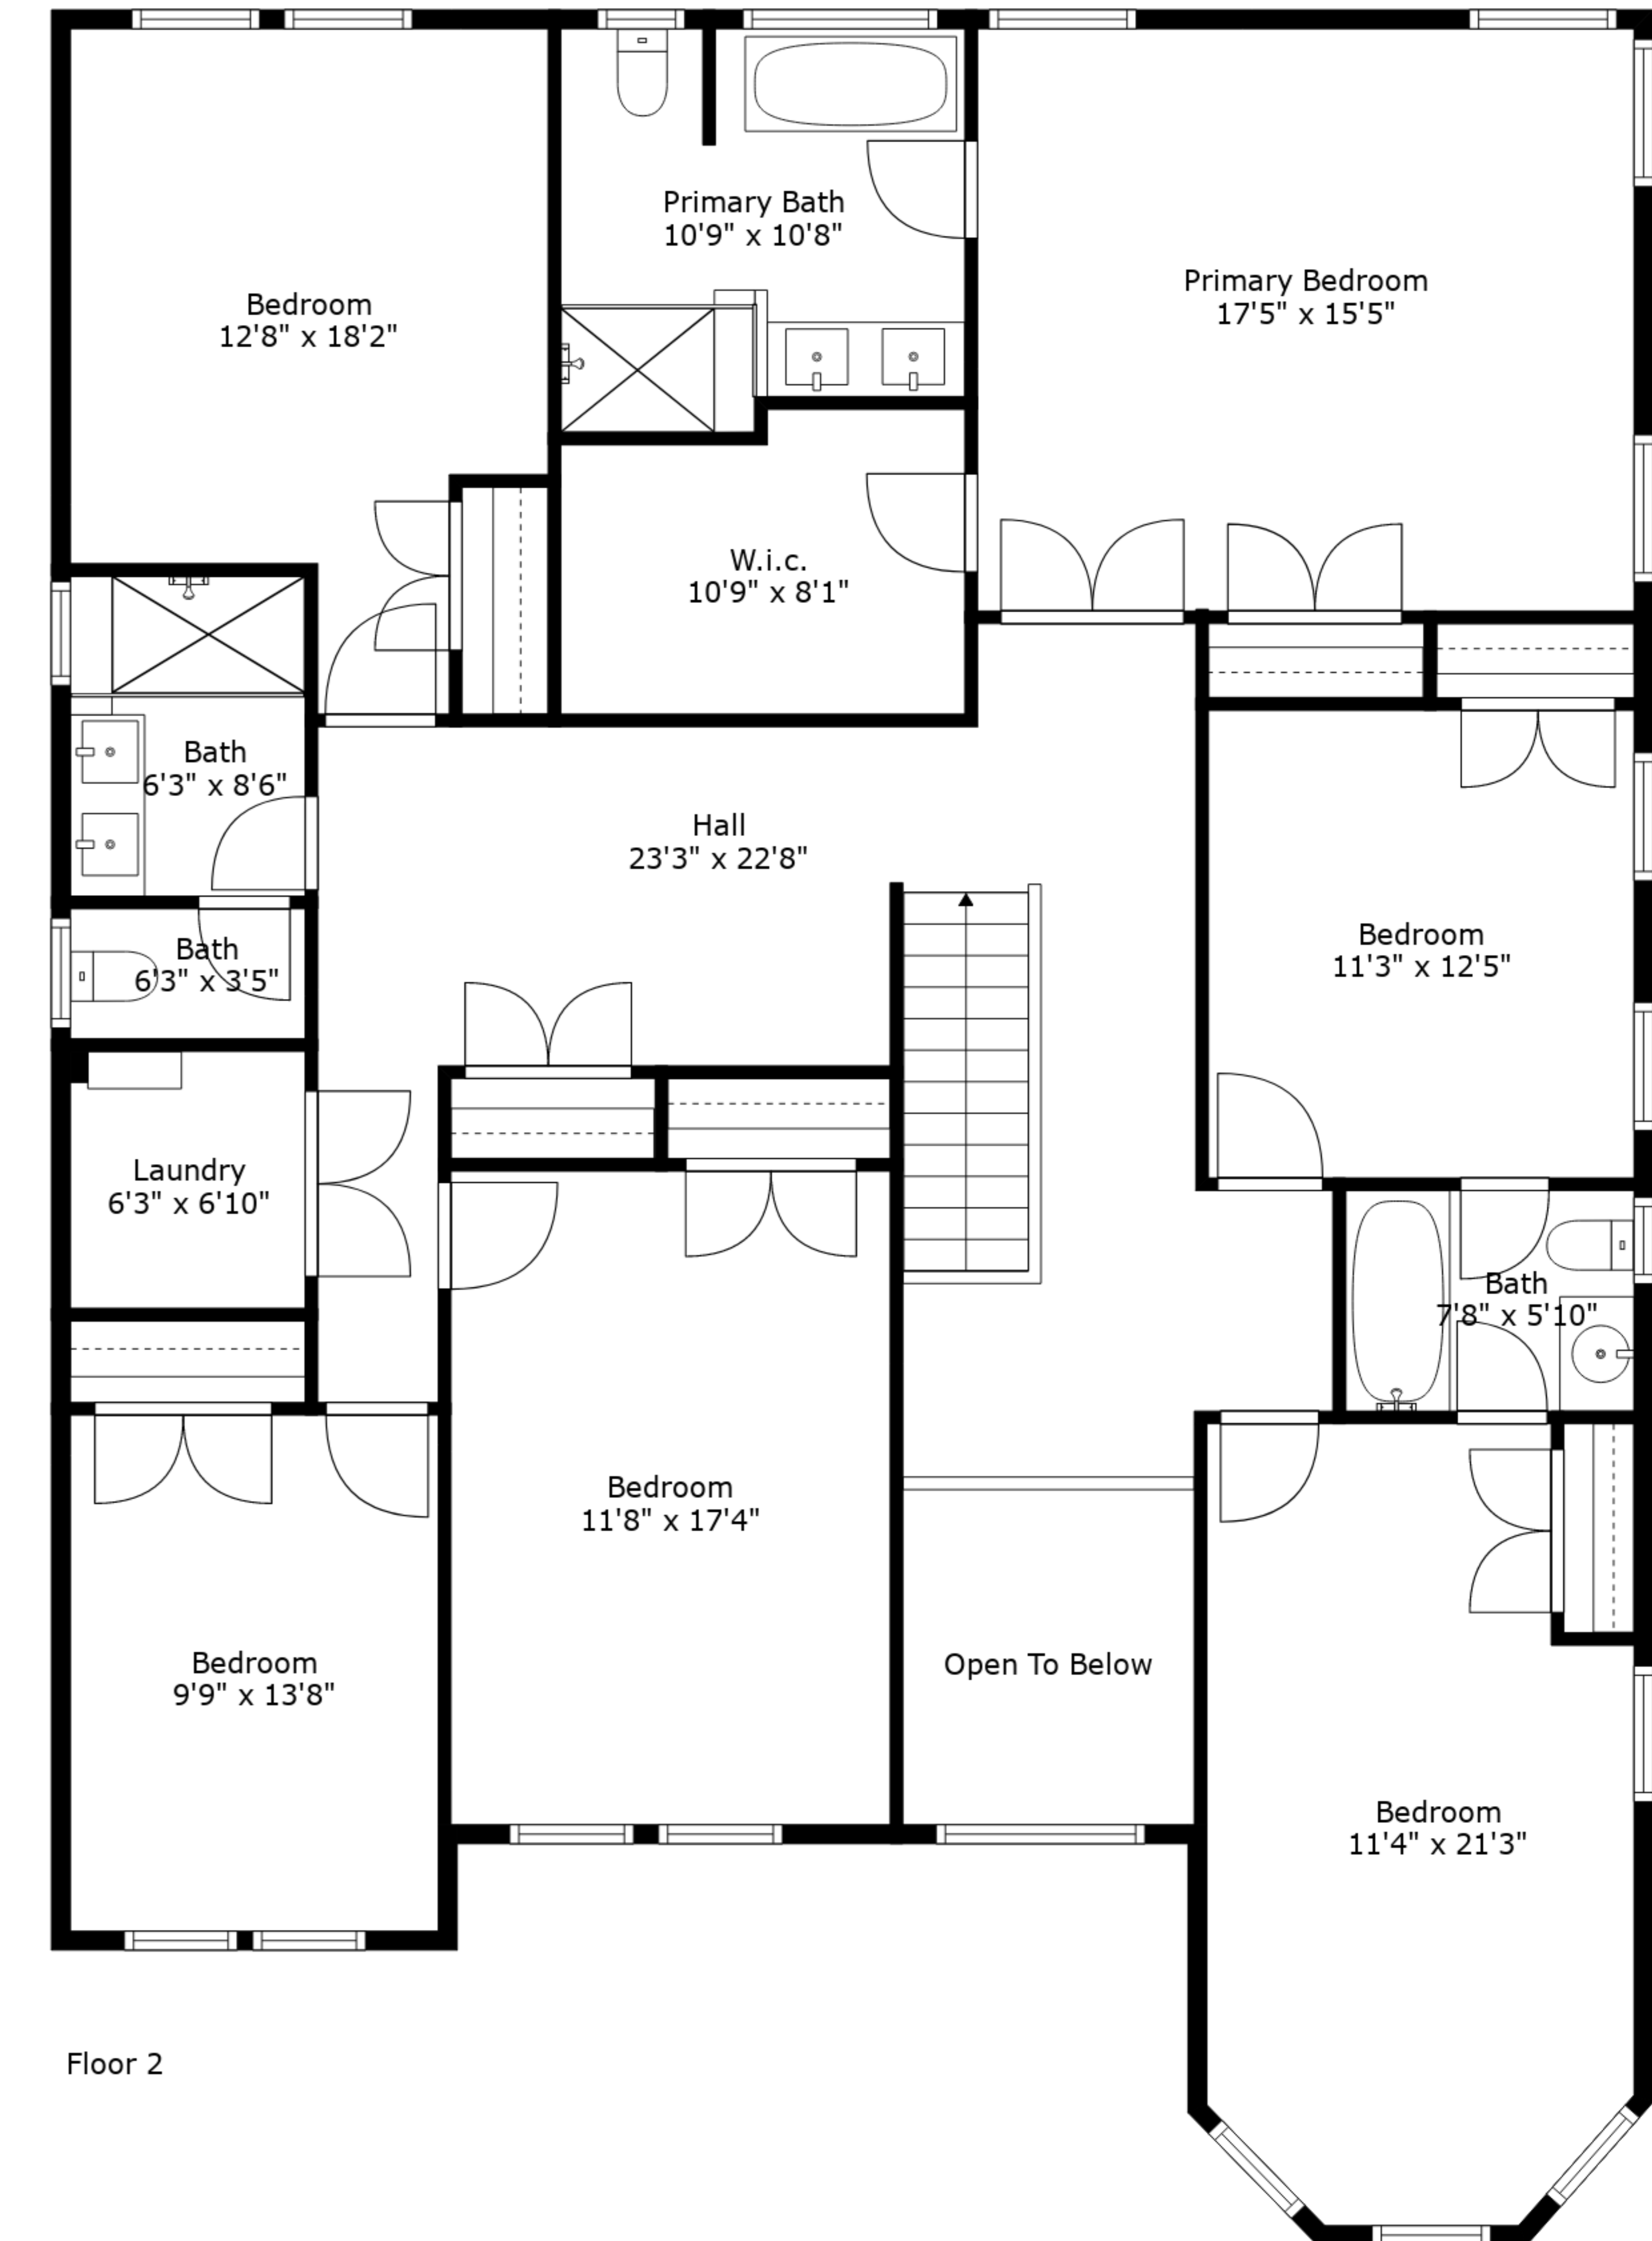 Primary Bath
10'9" x 10'8"
Primary Bedroom
17'5" x 15'5"
Bedroom
12'8" x 18'2"
W.i.c.
10'9" x 8'1"
Bath
6'3" x 8'6"
Hall
23'3" x 22'8"
Bedroom
11'3" x 12'5"
Bath
6'3" x 3'5"
Laundry
6'3" x 6'10"
Bath
7'8" x 5'10"
Bedroom
11'8" x 17'4"
Bedroom
9'9" x 13'8"
Open To Below
Bedroom
11'4" x 21'3"
Floor 2